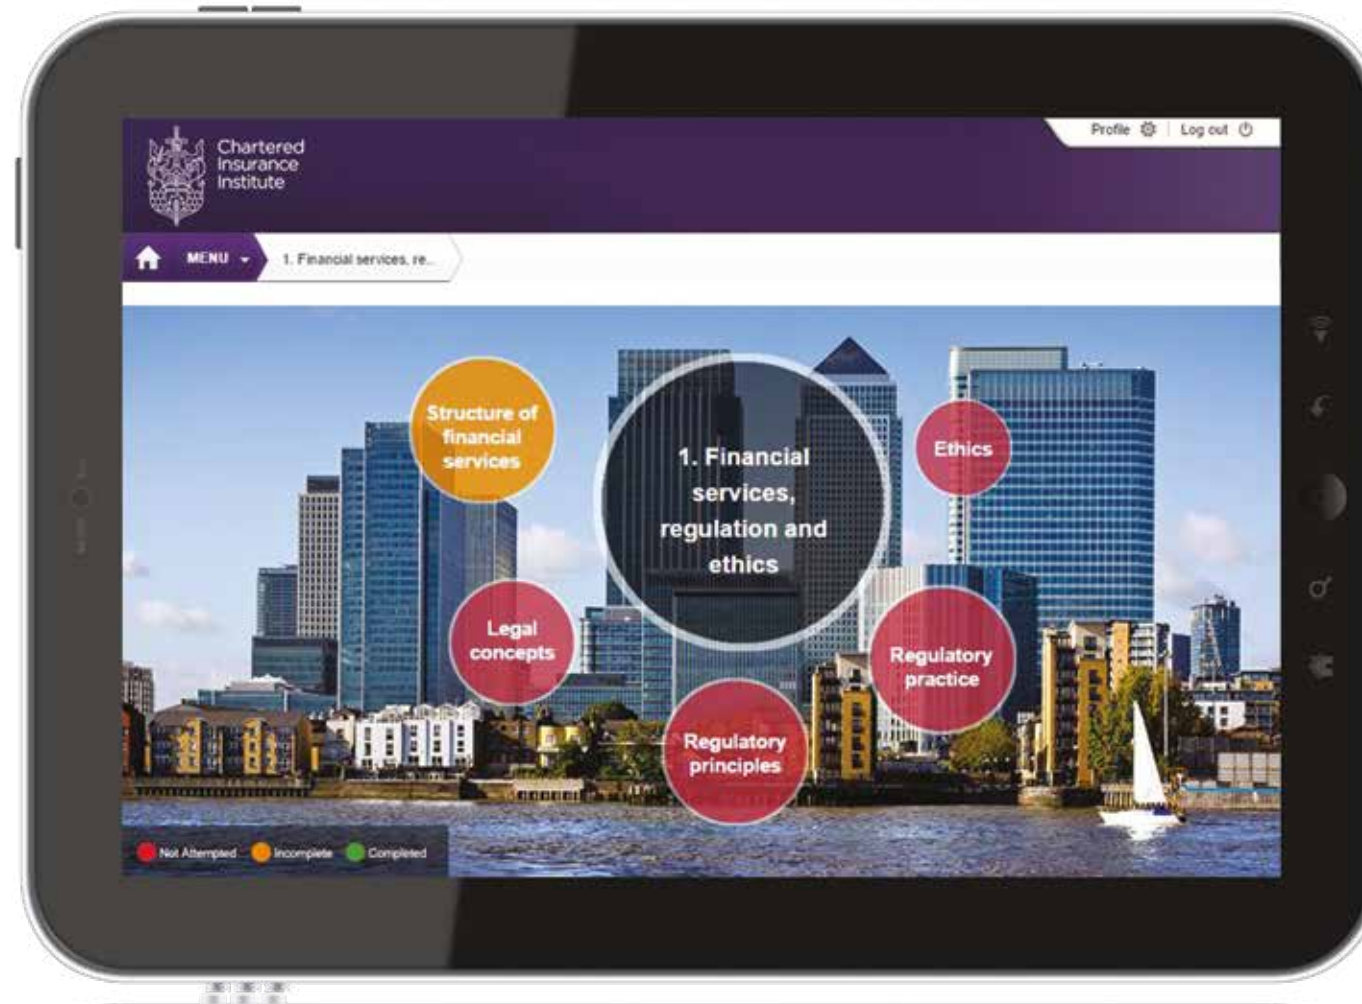 Chartered
Insurance
Institute
Profile
Log out
MENU
1. Financial services, re...
Structure of
financial
services
1. Financial
services,
regulation and
ethics
Ethics
Legal
concepts
Regulatory
practice
Regulatory
principles
Not Attempted
Incomplete
Completed